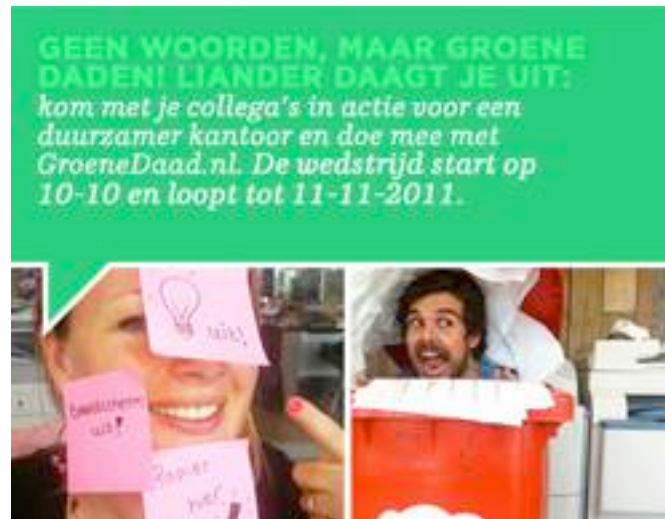 GEEN WOORDEN, MAAR GROENE
DADEN! LIANDER DAAGT JE UIT:
kom met je collega's in actie voor een
duurzamer kantoor en doe mee met
GroeneDaad.nl. De wedstrijd start op
10-10 en loopt tot 11-11-2011.
uit!
Beeldscherm
uit!
Papier